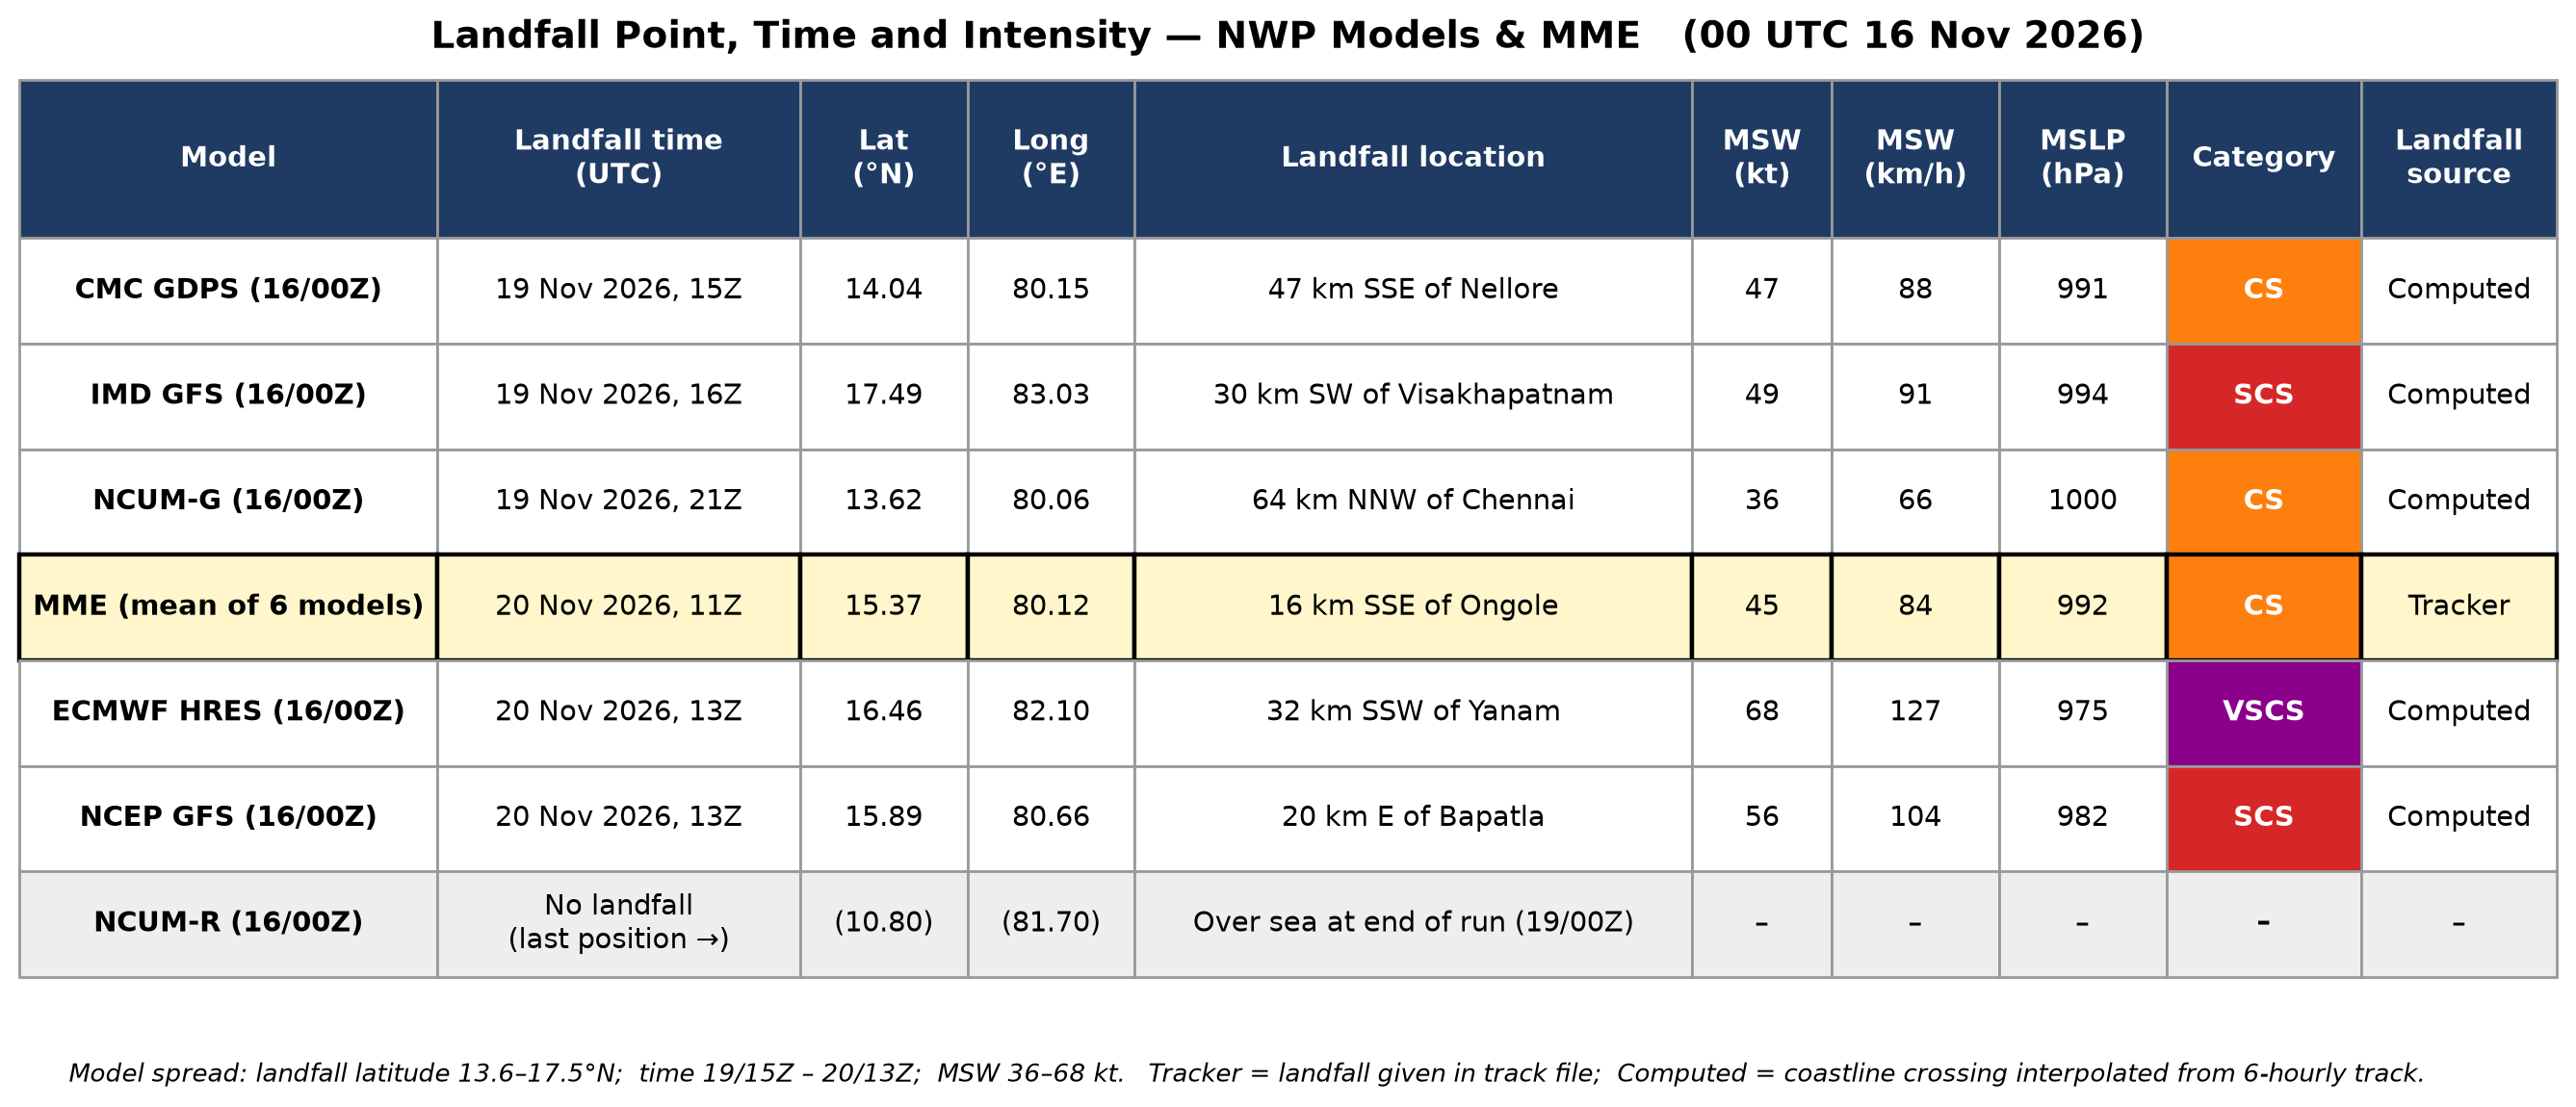 Landfall Point, Time and Intensity — NWP Models & MME (00 UTC 16 Nov 2026)
Model | Landfall time (UTC) | Lat (°N) | Long (°E) | Landfall location | MSW (kt) | MSW (km/h) | MSLP (hPa) | Category | Landfall source
CMC GDPS (16/00Z) | 19 Nov 2026, 15Z | 14.04 | 80.15 | 47 km SSE of Nellore | 47 | 88 | 991 | CS | Computed
IMD GFS (16/00Z) | 19 Nov 2026, 16Z | 17.49 | 83.03 | 30 km SW of Visakhapatnam | 49 | 91 | 994 | SCS | Computed
NCUM-G (16/00Z) | 19 Nov 2026, 21Z | 13.62 | 80.06 | 64 km NNW of Chennai | 36 | 66 | 1000 | CS | Computed
MME (mean of 6 models) | 20 Nov 2026, 11Z | 15.37 | 80.12 | 16 km SSE of Ongole | 45 | 84 | 992 | CS | Tracker
ECMWF HRES (16/00Z) | 20 Nov 2026, 13Z | 16.46 | 82.10 | 32 km SSW of Yanam | 68 | 127 | 975 | VSCS | Computed
NCEP GFS (16/00Z) | 20 Nov 2026, 13Z | 15.89 | 80.66 | 20 km E of Bapatla | 56 | 104 | 982 | SCS | Computed
NCUM-R (16/00Z) | No landfall (last position →) | (10.80) | (81.70) | Over sea at end of run (19/00Z) | – | – | – | – | –
Model spread: landfall latitude 13.6–17.5°N; time 19/15Z – 20/13Z; MSW 36–68 kt. Tracker = landfall given in track file; Computed = coastline crossing interpolated from 6-hourly track.